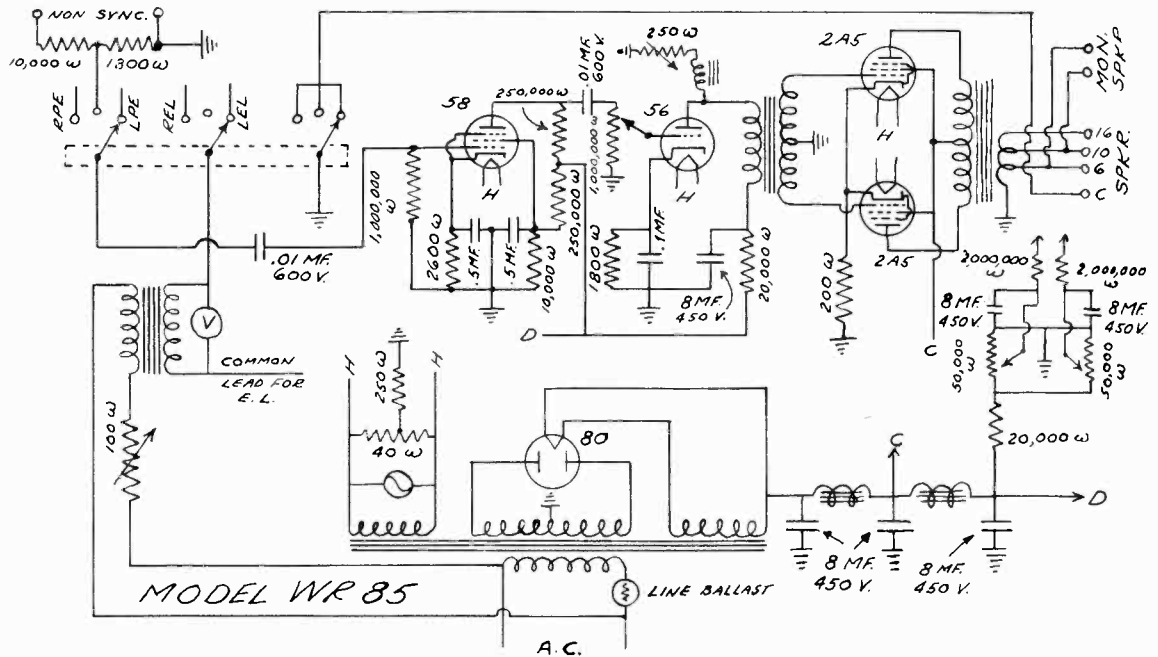 NON SYNC.
10,000 ω
1300 ω
RPE
LPE
REL
LEL
.01 MF.
600 V.
1,000,000
ω
58
250,000 ω
.01 MF.
600 V.
1,000,000 ω
250 ω
56
2A5
H
H
H
H
2A5
2600 ω
.5 MF.
.5 MF.
10,000 ω
250,000 ω
1800 ω
.1 MF.
8 MF.
450 V.
20,000 ω
200 ω
D
C
MON.
SPKR
16
10
6
C
SPKR.
2,000,000
ω
2,000,000
ω
8 MF.
450 V.
8 MF.
450 V.
50,000
ω
50,000
ω
20,000 ω
V
COMMON
LEAD FOR
E.L.
100 ω
H
H
250 ω
40 ω
80
C
D
8 MF.
450 V.
8 MF.
450 V.
MODEL WR 85
LINE BALLAST
A.C.